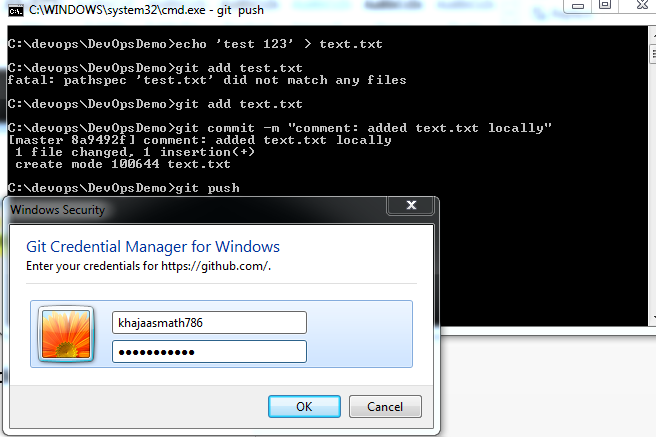 C:\WINDOWS\system32\cmd.exe - git push
C:\devops\DevOpsDemo>echo 'test 123' > text.txt
C:\devops\DevOpsDemo>git add test.txt
fatal: pathspec 'test.txt' did not match any files
C:\devops\DevOpsDemo>git add text.txt
C:\devops\DevOpsDemo>git commit -m "comment: added text.txt locally"
[master 8a9492f] comment: added text.txt locally
1 file changed, 1 insertion(+)
create mode 100644 text.txt
C:\devops\DevOpsDemo>git push
Windows Security
Git Credential Manager for Windows
Enter your credentials for https://github.com/.
khajaasmath786
●●●●●●●●●●●
OK Cancel